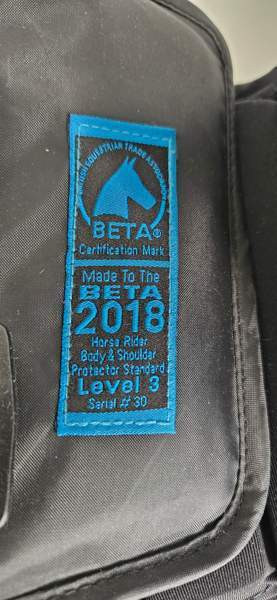 BRITISH EQUESTRIAN TRADE ASSOCIATION
BETA®
Certification Mark
Made To The
BETA
2018
Horse Rider
Body & Shoulder
Protector Standard
Level 3
Serial # 30